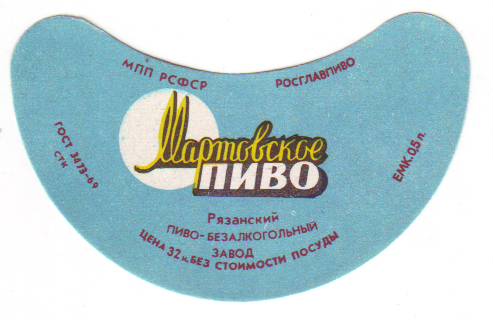 МПП РСФСР
РОСГЛАВПИВО
ГОСТ 3473-69
СТК
Мартовское
ПИВО
ЕМК.0,5 л.
Рязанский
ПИВО-БЕЗАЛКОГОЛЬНЫЙ
ЗАВОД
ЦЕНА 32 к. БЕЗ СТОИМОСТИ ПОСУДЫ